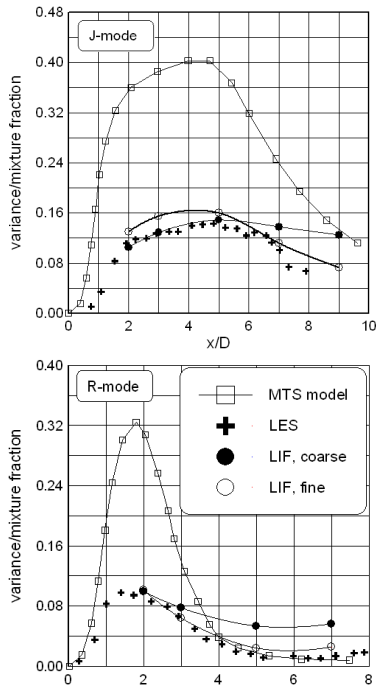 0.48
0.40
0.32
0.24
0.16
0.08
0.00
J-mode
variance/mixture fraction
0 2 4 6 8 10
x/D
0.40
0.32
0.24
0.16
0.08
0.00
R-mode
variance/mixture fraction
MTS model
LES
LIF, coarse
LIF, fine
0 2 4 6 8